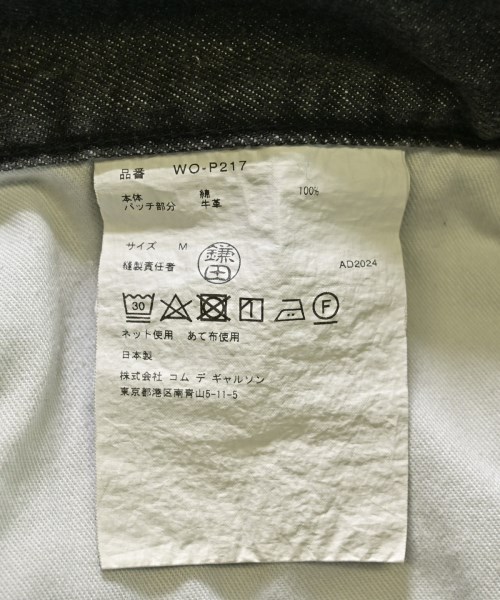 品番 WO-P217
本体 綿 100%
パッチ部分 牛革
サイズ M
縫製責任者 鎌田 AD2024
30 F
ネット使用 あて布使用
日本製
株式会社 コム デ ギャルソン
東京都港区南青山5-11-5